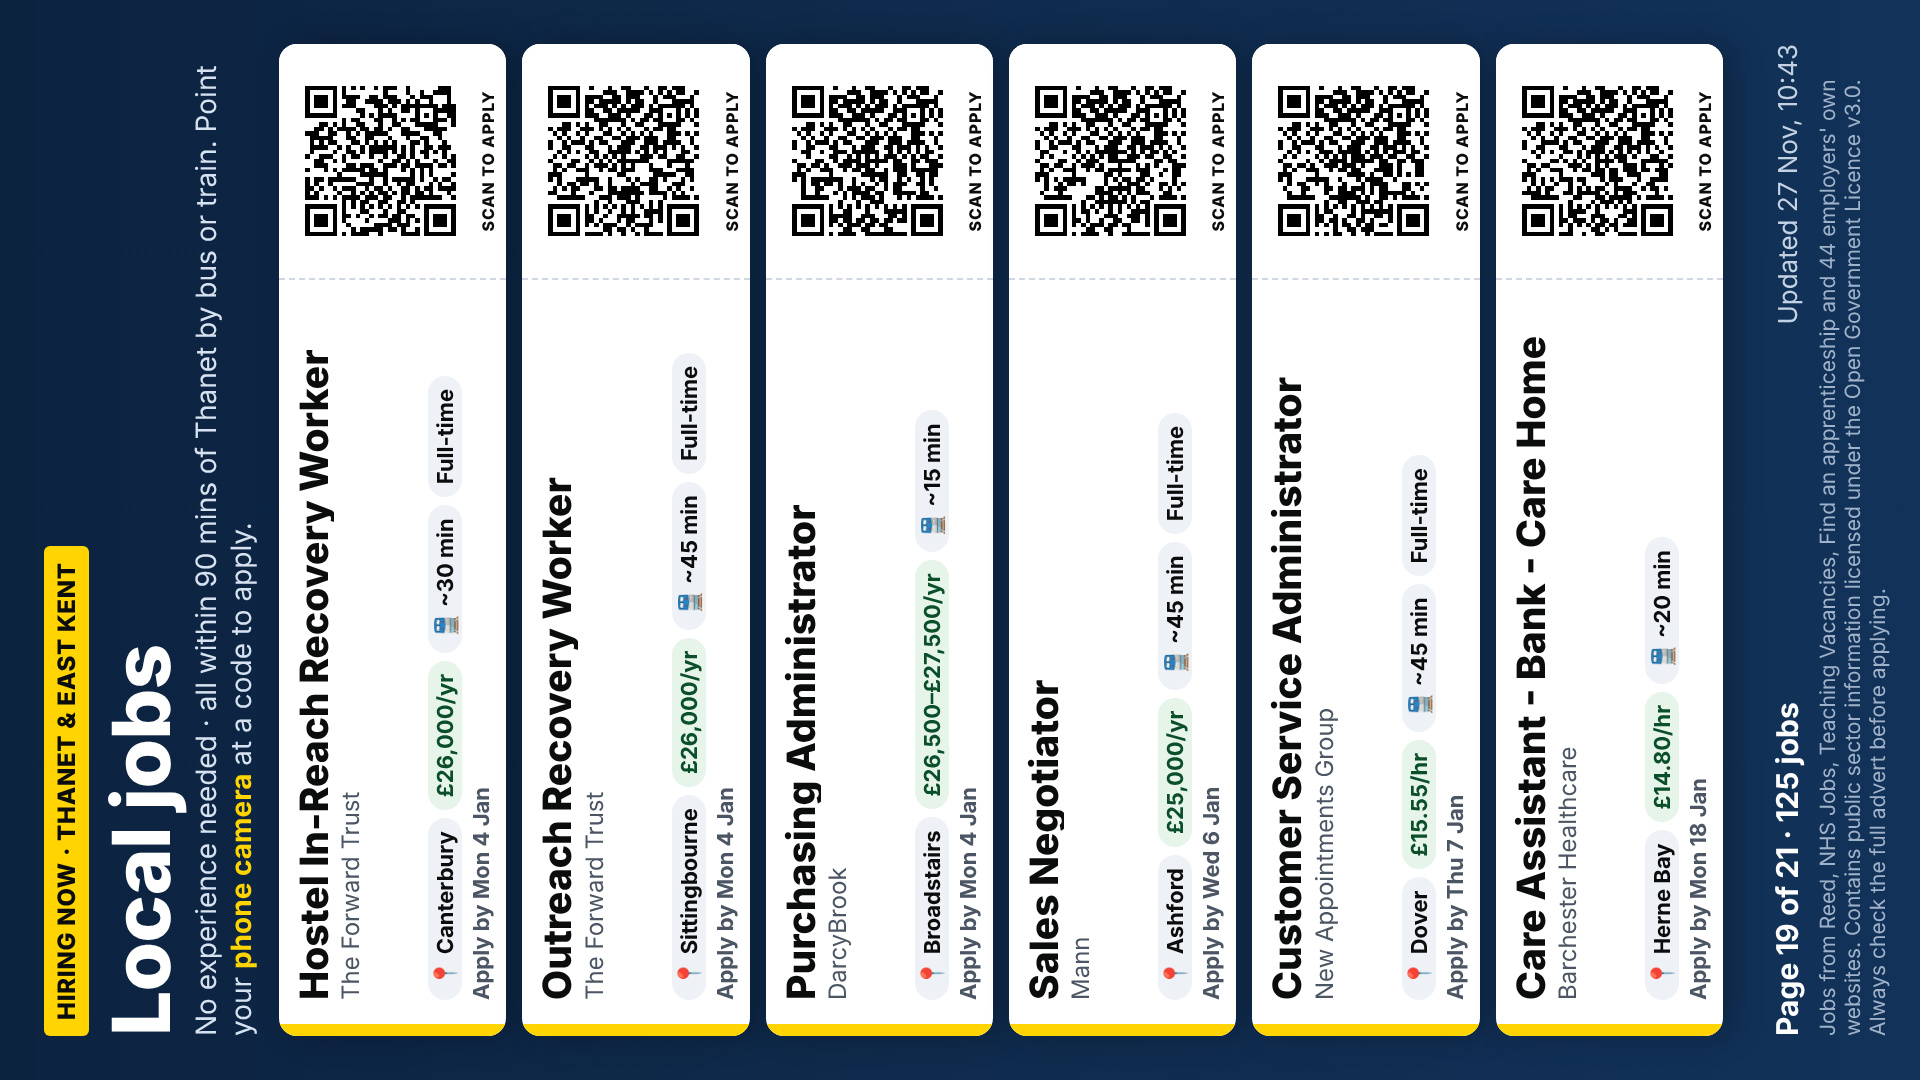 HIRING NOW · THANET & EAST KENT
Local jobs
No experience needed · all within 90 mins of Thanet by bus or train. Point
your phone camera at a code to apply.
Hostel In-Reach Recovery Worker
The Forward Trust
📍 Canterbury £26,000/yr 🚆 ~30 min Full-time
Apply by Mon 4 Jan
SCAN TO APPLY
Outreach Recovery Worker
The Forward Trust
📍 Sittingbourne £26,000/yr 🚆 ~45 min Full-time
Apply by Mon 4 Jan
SCAN TO APPLY
Purchasing Administrator
DarcyBrook
📍 Broadstairs £26,500–£27,500/yr 🚆 ~15 min
Apply by Mon 4 Jan
SCAN TO APPLY
Sales Negotiator
Mann
📍 Ashford £25,000/yr 🚆 ~45 min Full-time
Apply by Wed 6 Jan
SCAN TO APPLY
Customer Service Administrator
New Appointments Group
📍 Dover £15.55/hr 🚆 ~45 min Full-time
Apply by Thu 7 Jan
SCAN TO APPLY
Care Assistant - Bank - Care Home
Barchester Healthcare
📍 Herne Bay £14.80/hr 🚆 ~20 min
Apply by Mon 18 Jan
SCAN TO APPLY
Page 19 of 21 · 125 jobs
Updated 27 Nov, 10:43
Jobs from Reed, NHS Jobs, Teaching Vacancies, Find an apprenticeship and 44 employers' own
websites. Contains public sector information licensed under the Open Government Licence v3.0.
Always check the full advert before applying.